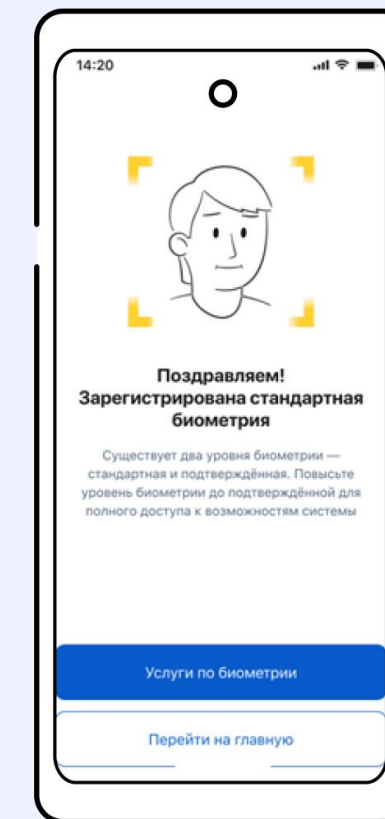 14:20
Поздравляем!
Зарегистрирована стандартная
биометрия
Существует два уровня биометрии —
стандартная и подтверждённая. Повысьте
уровень биометрии до подтверждённой для
полного доступа к возможностям системы
Услуги по биометрии
Перейти на главную